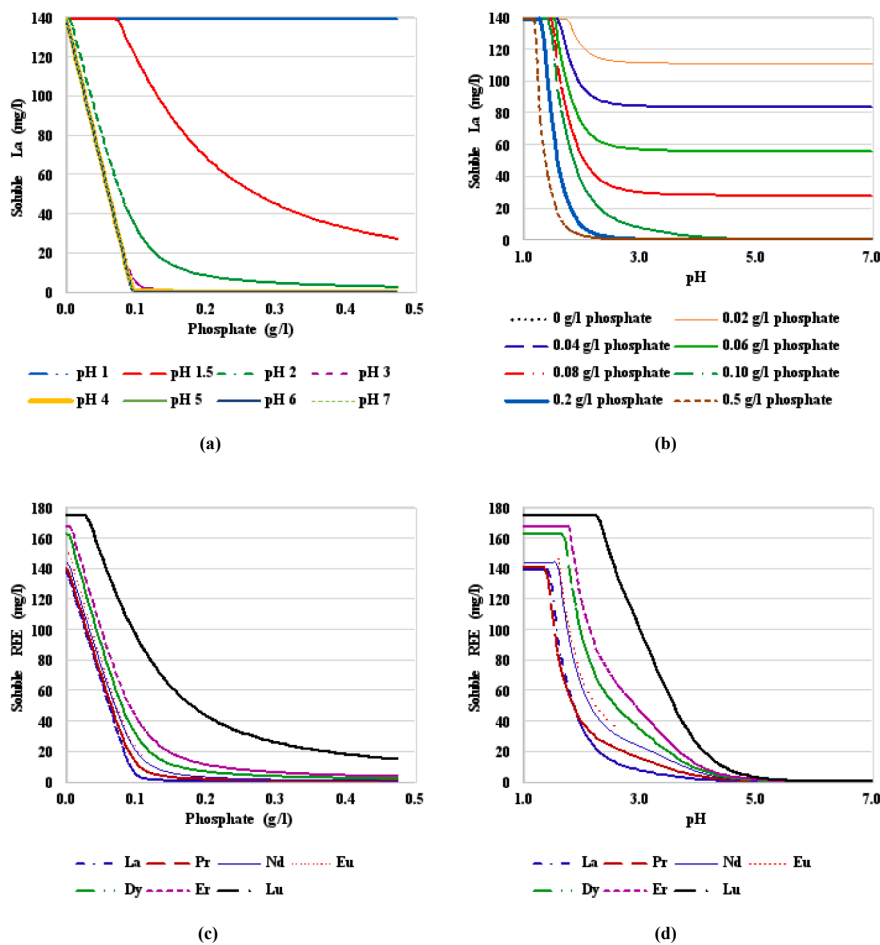 140
120
100
80
60
40
20
0
Soluble La (mg/l)
0.0 0.1 0.2 0.3 0.4 0.5
Phosphate (g/l)
pH 1 pH 1.5 pH 2 pH 3
pH 4 pH 5 pH 6 pH 7
(a)
140
120
100
80
60
40
20
0
Soluble La (mg/l)
1.0 3.0 5.0 7.0
pH
0 g/l phosphate 0.02 g/l phosphate
0.04 g/l phosphate 0.06 g/l phosphate
0.08 g/l phosphate 0.10 g/l phosphate
0.2 g/l phosphate 0.5 g/l phosphate
(b)
180
160
140
120
100
80
60
40
20
0
Soluble REE (mg/l)
0.0 0.1 0.2 0.3 0.4 0.5
Phosphate (g/l)
La Pr Nd Eu
Dy Er Lu
(c)
180
160
140
120
100
80
60
40
20
0
Soluble REE (mg/l)
1.0 3.0 5.0 7.0
pH
La Pr Nd Eu
Dy Er Lu
(d)